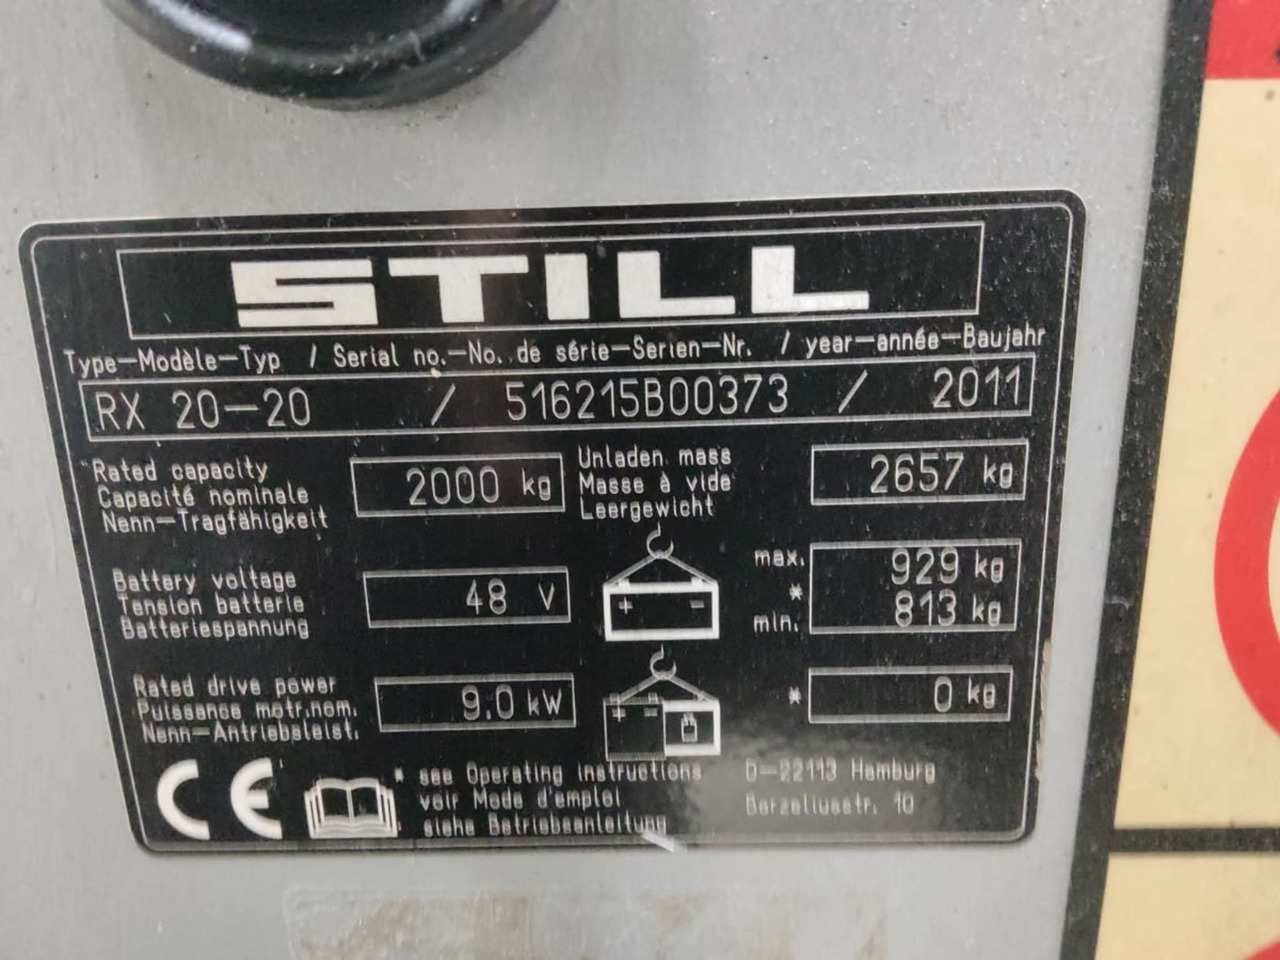 STILL
Type-Modèle-Typ / Serial no.-No. de série-Serien-Nr. / year-année-Baujahr
RX 20-20 / 516215B00373 / 2011
Rated capacity
Capacité nominale
Nenn-Tragfähigkeit
2000 kg
Unladen mass
Masse à vide
Leergewicht
2657 kg
Battery voltage
Tension batterie
Batteriespannung
48 V
+ -
max. 929 kg
*
min. 813 kg
Rated drive power
Puissance motr.nom.
Nenn-Antriebsleist.
9.0 kW
+ -
* 0 kg
CE
* see Operating instructions
voir Mode d'emploi
siehe Betriebsanleitung
D-22113 Hamburg
Berzeliusstr. 10